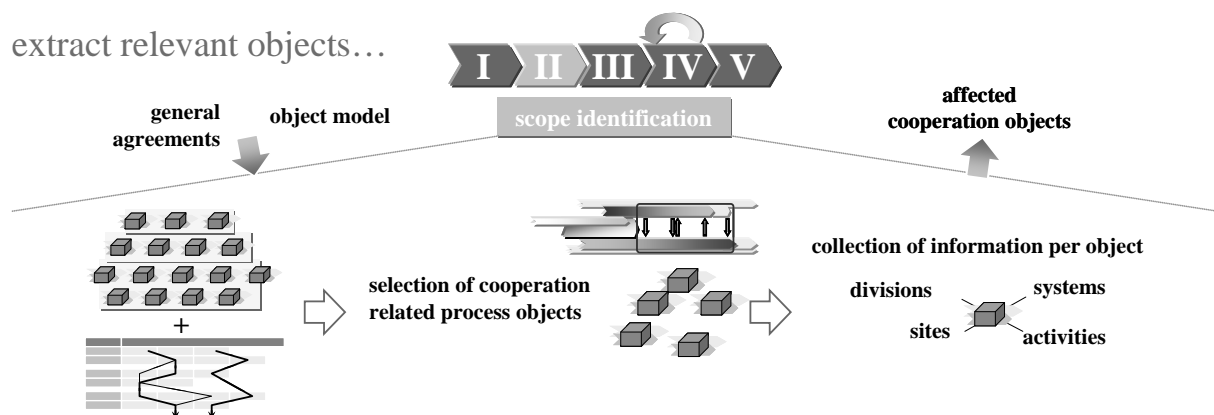 extract relevant objects…
I II III IV V
scope identification
general
agreements
object model
affected
cooperation objects
+
selection of cooperation
related process objects
collection of information per object
divisions
systems
sites
activities